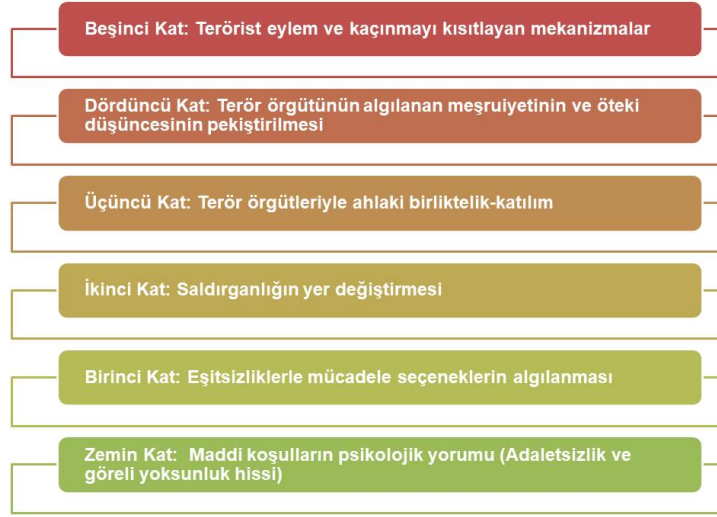 Beşinci Kat: Terörist eylem ve kaçınmayı kısıtlayan mekanizmalar
Dördüncü Kat: Terör örgütünün algılanan meşruiyetinin ve öteki
düşüncesinin pekiştirilmesi
Üçüncü Kat: Terör örgütleriyle ahlaki birliktelik-katılım
İkinci Kat: Saldırganlığın yer değiştirmesi
Birinci Kat: Eşitsizliklerle mücadele seçeneklerin algılanması
Zemin Kat: Maddi koşulların psikolojik yorumu (Adaletsizlik ve
göreli yoksunluk hissi)